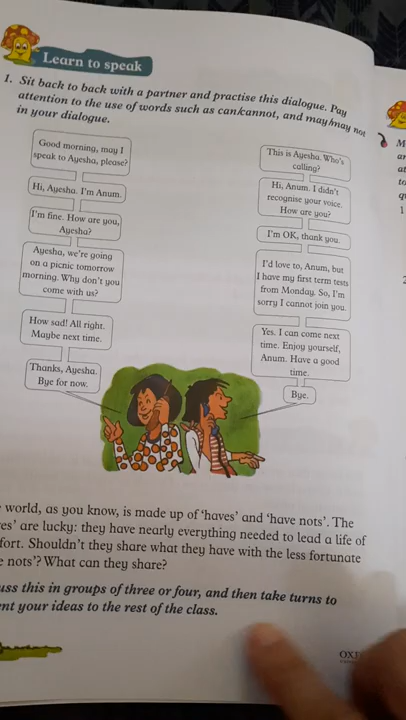 Learn to speak
1. Sit back to back with a partner and practise this dialogue. Pay
attention to the use of words such as can/cannot, and may/may not
in your dialogue.
Good morning, may I
speak to Ayesha, please?
This is Ayesha. Who's
calling?
Hi, Ayesha. I'm Anum.
Hi, Anum. I didn't
recognise your voice.
How are you?
I'm fine. How are you,
Ayesha?
I'm OK, thank you.
Ayesha, we're going
on a picnic tomorrow
morning. Why don't you
come with us?
I'd love to, Anum, but
I have my first term tests
from Monday. So, I'm
sorry I cannot join you.
How sad! All right.
Maybe next time.
Yes. I can come next
time. Enjoy yourself,
Anum. Have a good
time.
Thanks, Ayesha.
Bye for now.
Bye.
world, as you know, is made up of 'haves' and 'have nots'. The
es' are lucky: they have nearly everything needed to lead a life of
fort. Shouldn't they share what they have with the less fortunate
nots'? What can they share?
uss this in groups of three or four, and then take turns to
nt your ideas to the rest of the class.